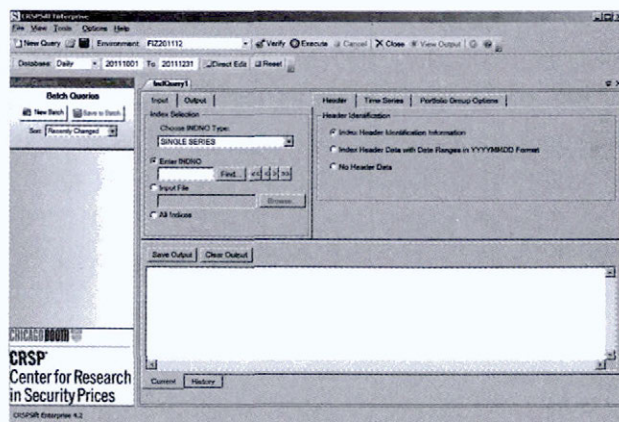 CRSPSift Enterprise
File View Tools Options Help
New Query Environment: FIZ201112 Verify Execute Cancel Close View Output
Database: Daily 20111001 To 20111231 Direct Edit Reset
IndQuery1
Batch Queries
New Batch Save to Batch
Sort: Recently Changed
Input Output
Index Selection
Choose INDNO Type:
SINGLE SERIES
Enter INDNO
Find... << < > >>
Input File
Browse...
All Indices
Header Time Series Portfolio Group Options
Header Identification
Index Header Identification Information
Index Header Data with Date Ranges in YYYYMMDD Format
No Header Data
Save Output Clear Output
Current History
CHICAGO BOOTH
CRSP
Center for Research
in Security Prices
CRSPSift Enterprise 4.2